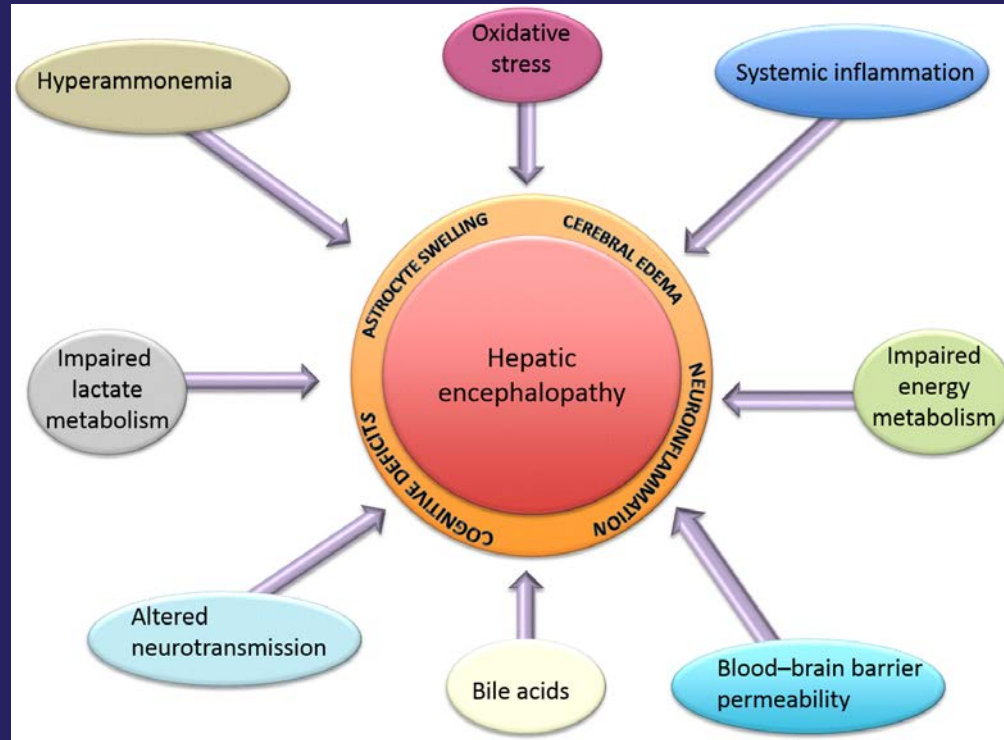 Oxidative
stress
Hyperammonemia
Systemic inflammation
ASTROCYTE SWELLING
CEREBRAL EDEMA
Hepatic
encephalopathy
Impaired
lactate
metabolism
Impaired
energy
metabolism
COGNITIVE DEFICITS
NEUROINFLAMMATION
Altered
neurotransmission
Bile acids
Blood–brain barrier
permeability